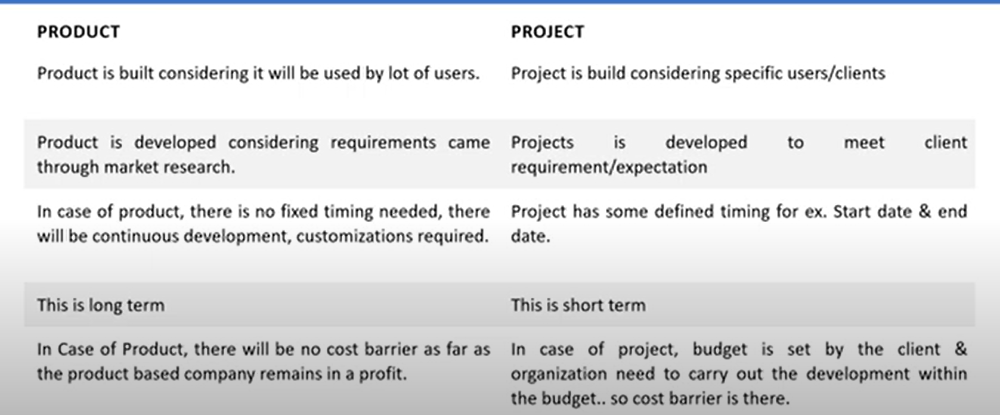 PRODUCT
PROJECT
Product is built considering it will be used by lot of users.
Project is build considering specific users/clients
Product is developed considering requirements came
through market research.
Projects is developed to meet client
requirement/expectation
In case of product, there is no fixed timing needed, there
will be continuous development, customizations required.
Project has some defined timing for ex. Start date & end
date.
This is long term
This is short term
In Case of Product, there will be no cost barrier as far as
the product based company remains in a profit.
In case of project, budget is set by the client &
organization need to carry out the development within
the budget.. so cost barrier is there.